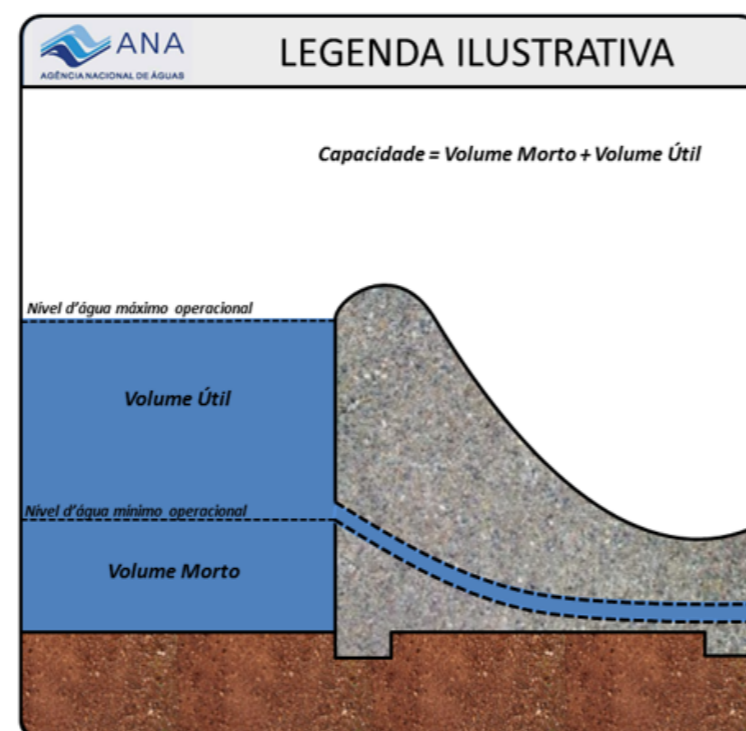 ANA
AGÊNCIA NACIONAL DE ÁGUAS
LEGENDA ILUSTRATIVA
Capacidade = Volume Morto + Volume Útil
Nível d'água máximo operacional
Volume Útil
Nível d'água mínimo operacional
Volume Morto